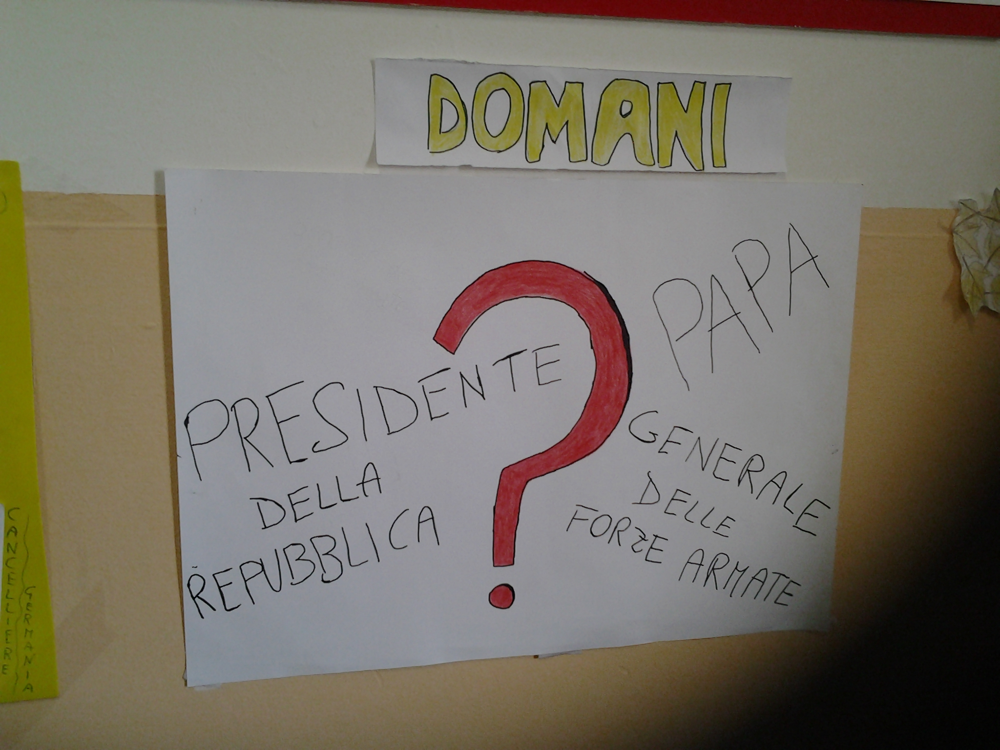 DOMANI
?
PAPA
PRESIDENTE
DELLA
REPUBBLICA
GENERALE
DELLE
FORZE ARMATE
CANCELLIERE
GERMANIA